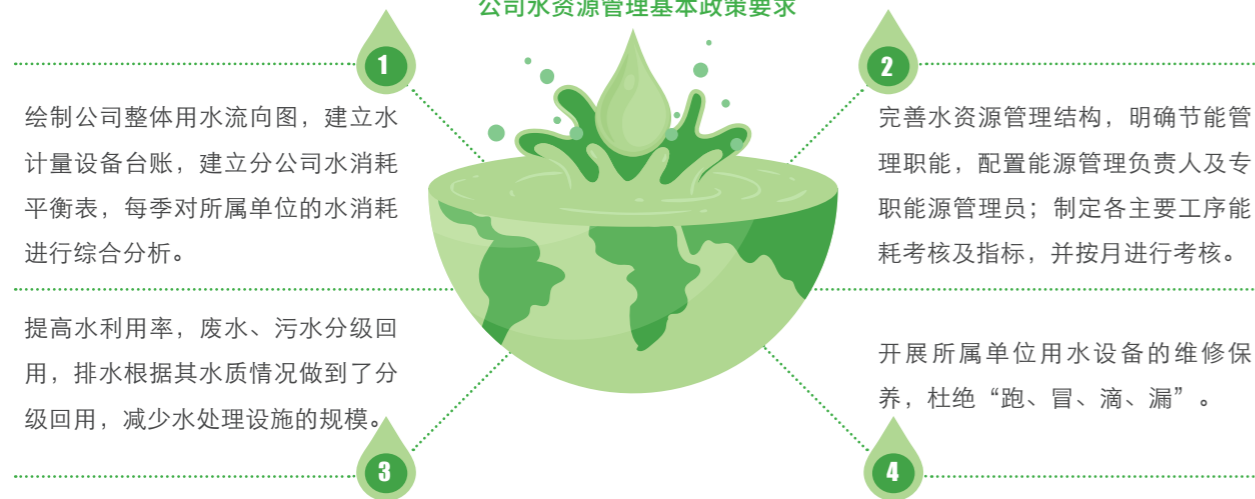 公司水资源管理基本政策要求
1
绘制公司整体用水流向图，建立水
计量设备台账，建立分公司水消耗
平衡表，每季对所属单位的水消耗
进行综合分析。
2
完善水资源管理结构，明确节能管
理职能，配置能源管理负责人及专
职能源管理员；制定各主要工序能
耗考核及指标，并按月进行考核。
提高水利用率，废水、污水分级回
用，排水根据其水质情况做到了分
级回用，减少水处理设施的规模。
3
开展所属单位用水设备的维修保
养，杜绝“跑、冒、滴、漏”。
4